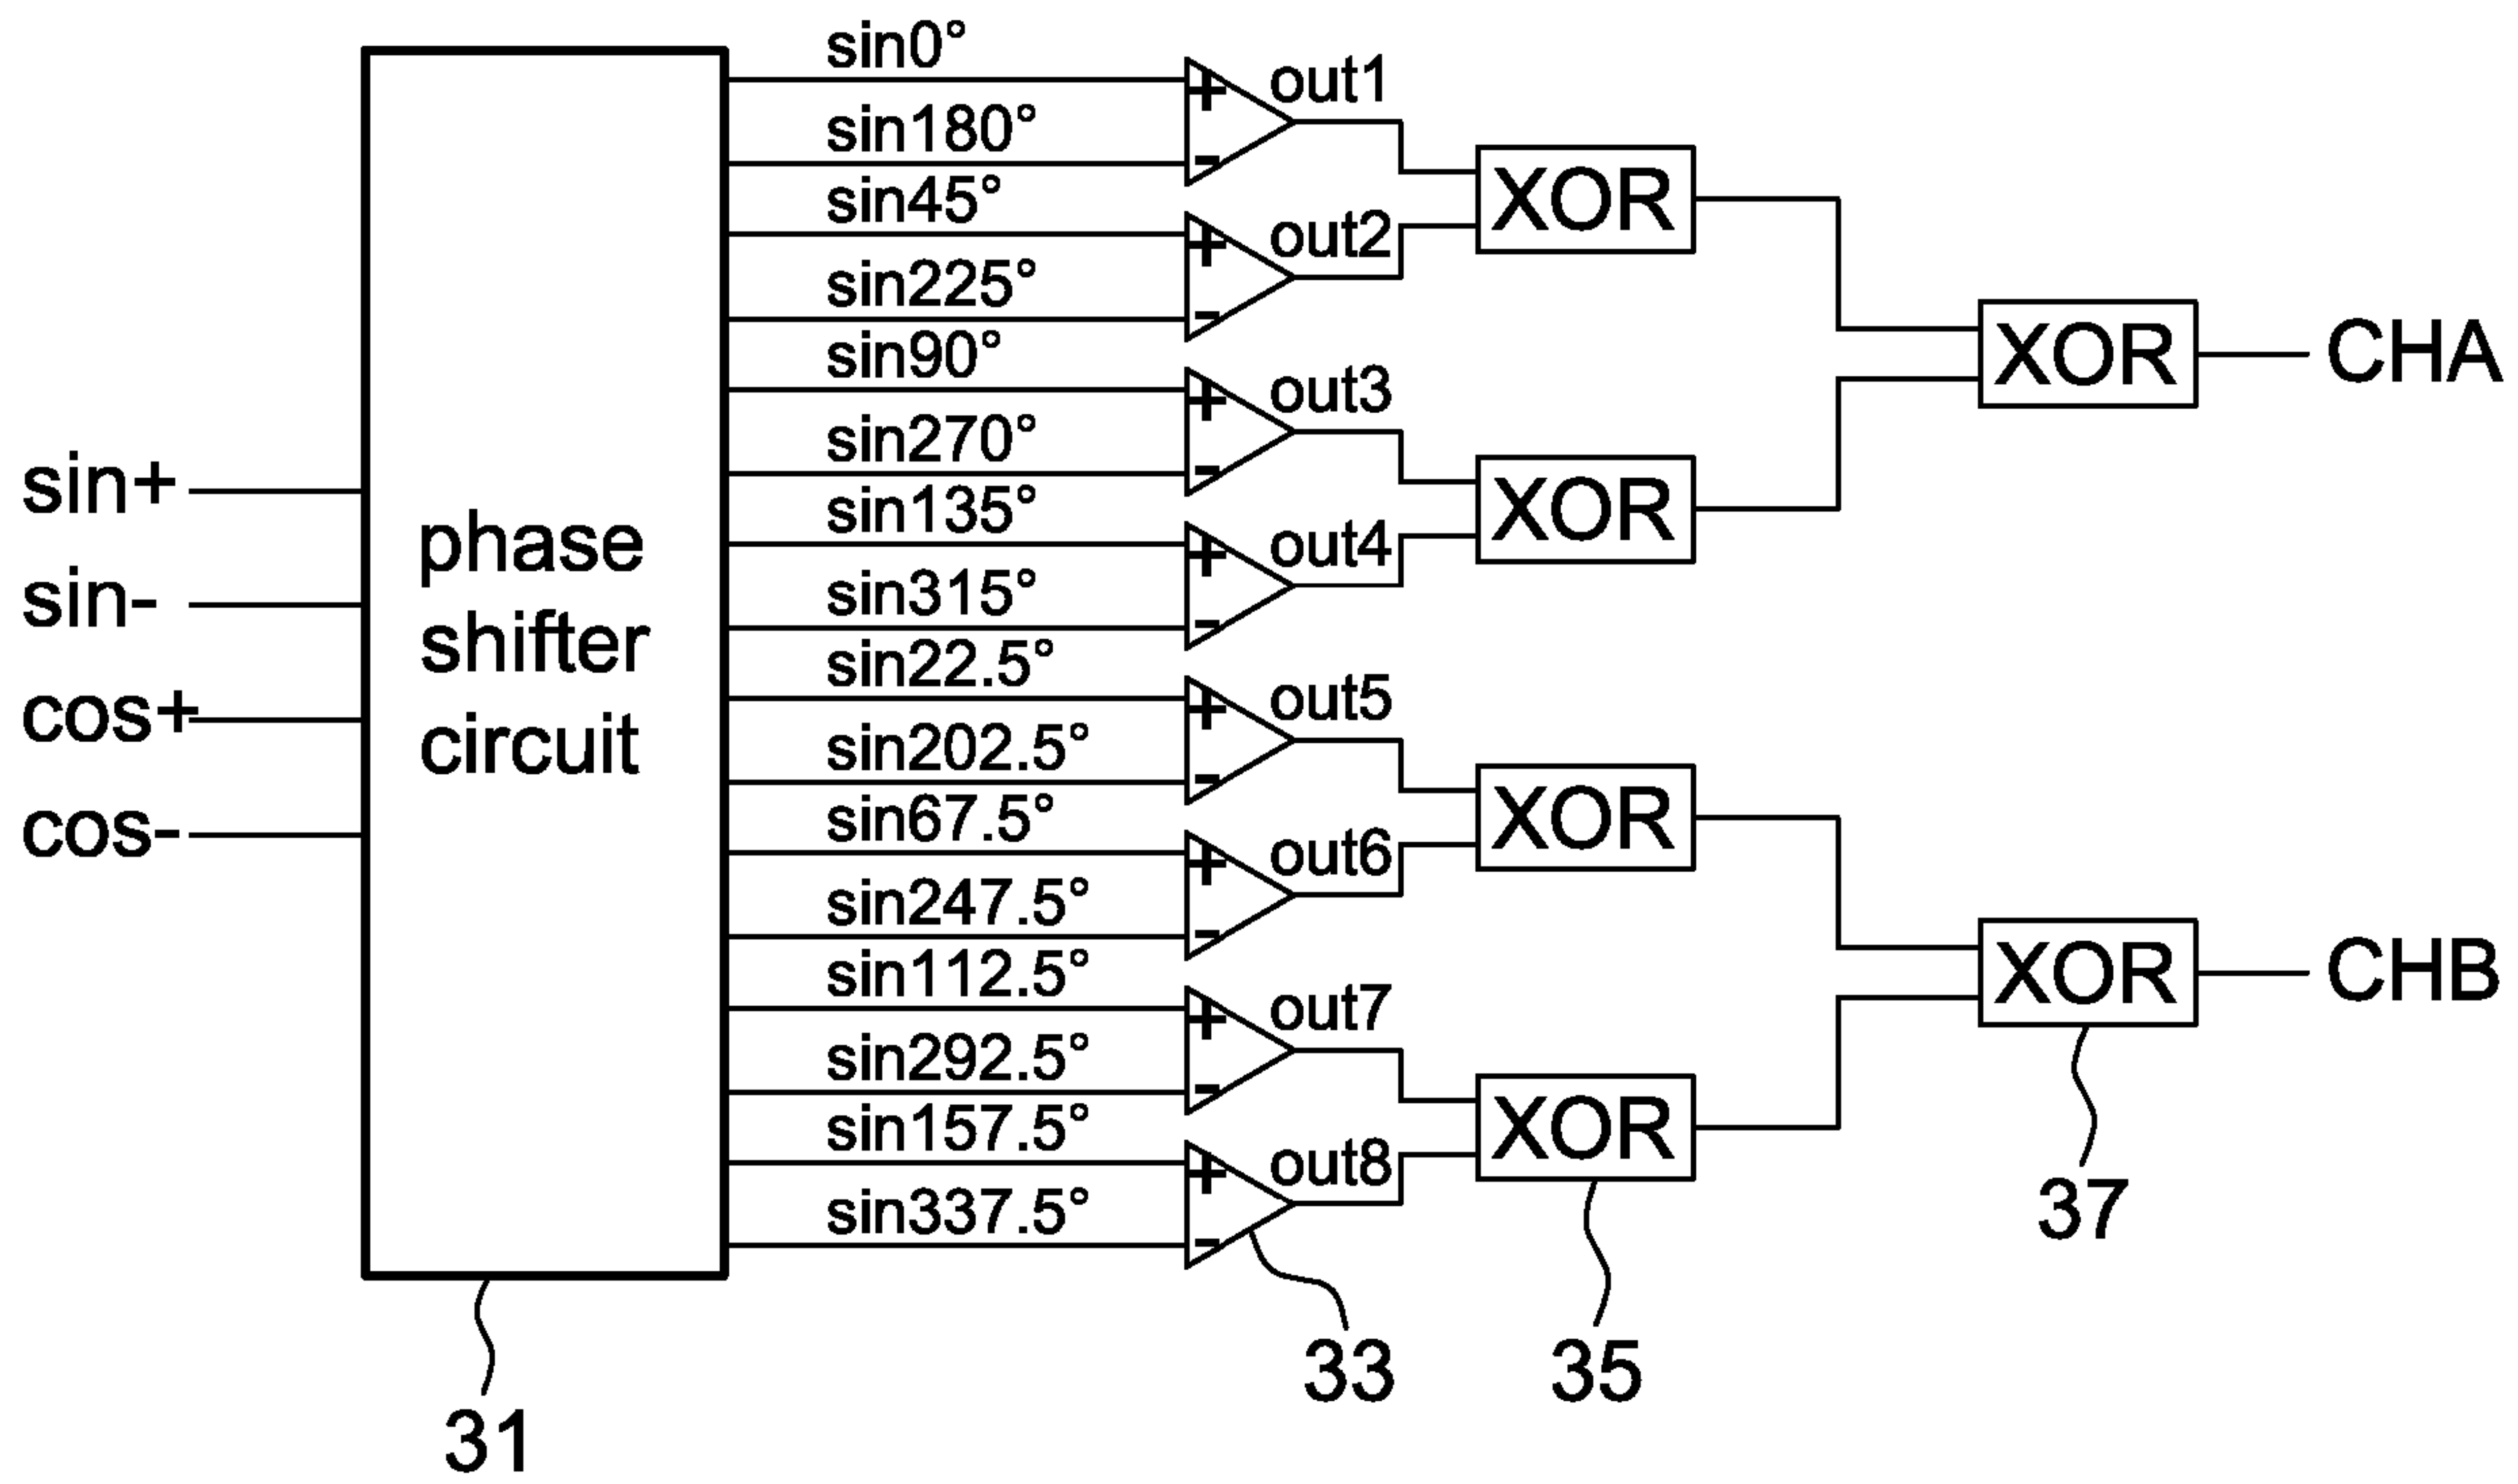 sin+
sin-
cos+
cos-
phase
shifter
circuit
31
sin0°
sin180°
sin45°
sin225°
sin90°
sin270°
sin135°
sin315°
sin22.5°
sin202.5°
sin67.5°
sin247.5°
sin112.5°
sin292.5°
sin157.5°
sin337.5°
+
-
+
-
+
-
+
-
+
-
+
-
+
-
+
-
out1
out2
out3
out4
out5
out6
out7
out8
33
XOR
XOR
XOR
XOR
35
XOR
XOR
37
CHA
CHB